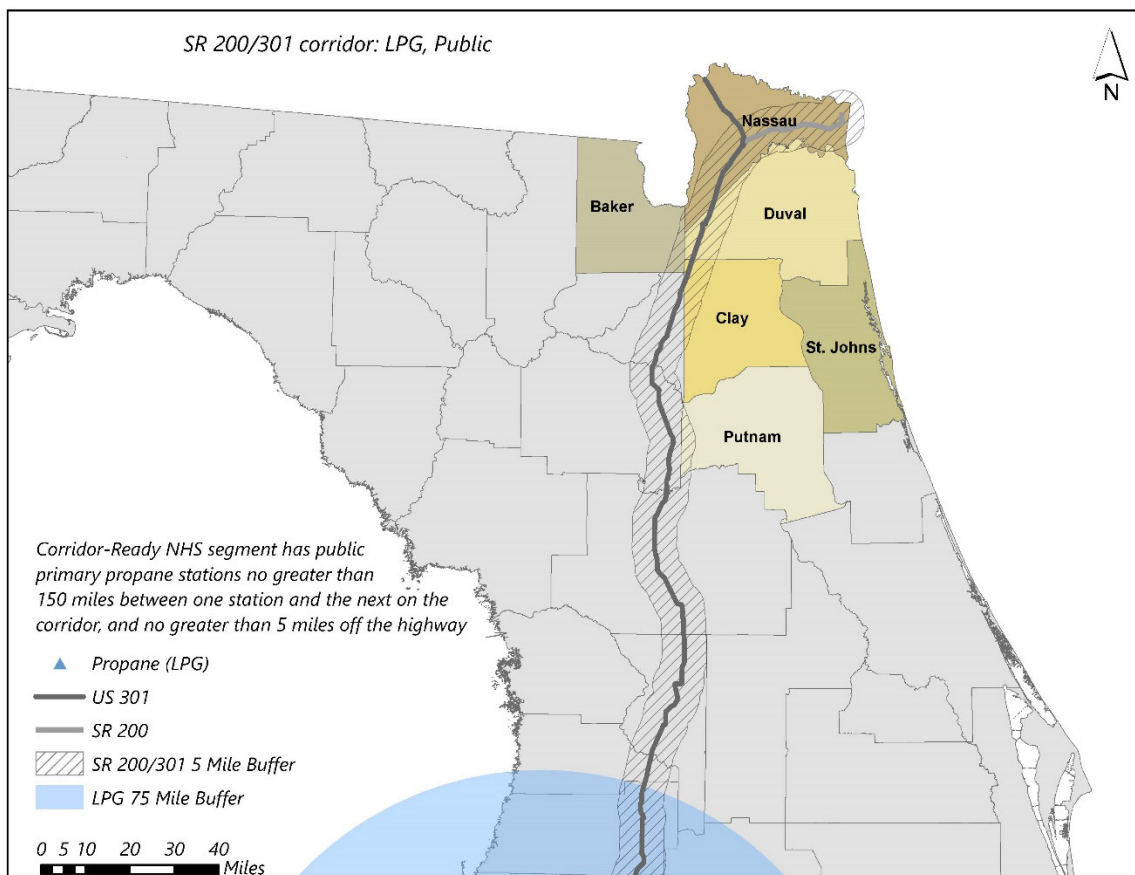 SR 200/301 corridor: LPG, Public
N
Nassau
Baker
Duval
Clay
St. Johns
Putnam
Corridor-Ready NHS segment has public
primary propane stations no greater than
150 miles between one station and the next on the
corridor, and no greater than 5 miles off the highway
Propane (LPG)
US 301
SR 200
SR 200/301 5 Mile Buffer
LPG 75 Mile Buffer
0 5 10 20 30 40
Miles